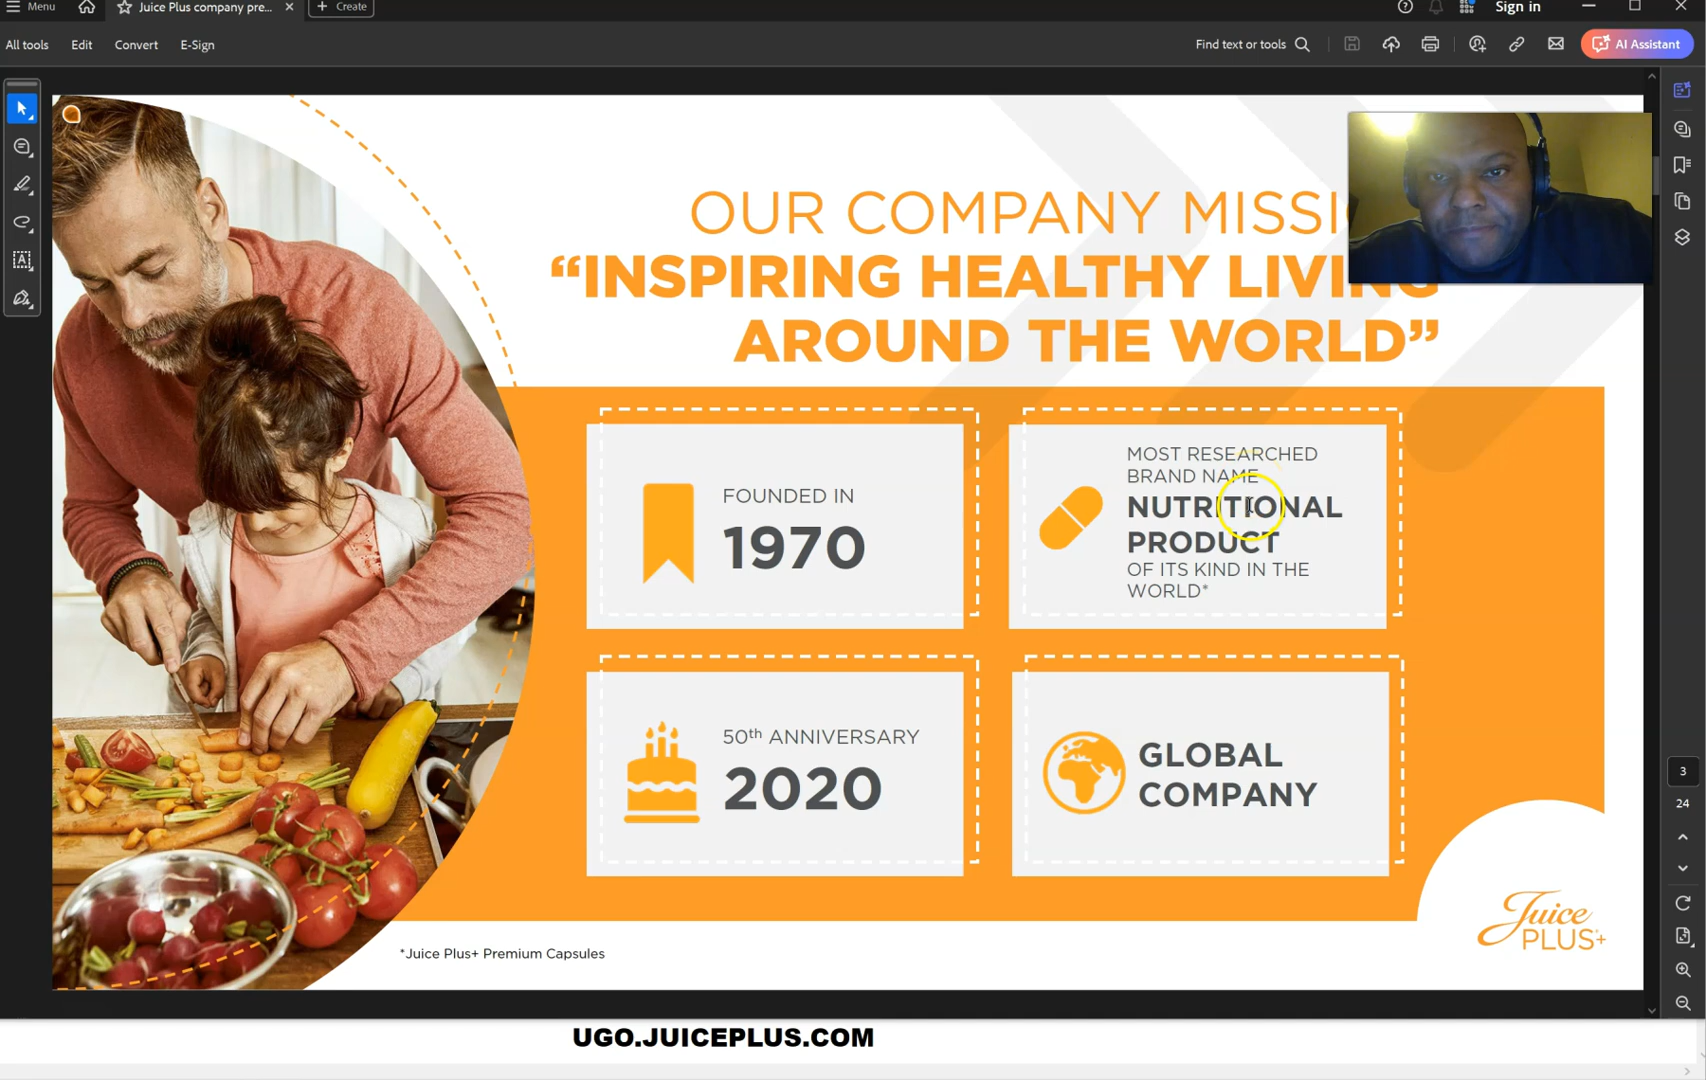 Menu
Juice Plus company pre...
Create
Sign in
All tools
Edit
Convert
E-Sign
Find text or tools
AI Assistant
OUR COMPANY MISSI
“INSPIRING HEALTHY LIVING
AROUND THE WORLD”
FOUNDED IN
1970
MOST RESEARCHED
BRAND NAME
NUTRITIONAL
PRODUCT
OF ITS KIND IN THE
WORLD*
50th ANNIVERSARY
2020
GLOBAL
COMPANY
*Juice Plus+ Premium Capsules
Juice
PLUS+
3
24
UGO.JUICEPLUS.COM